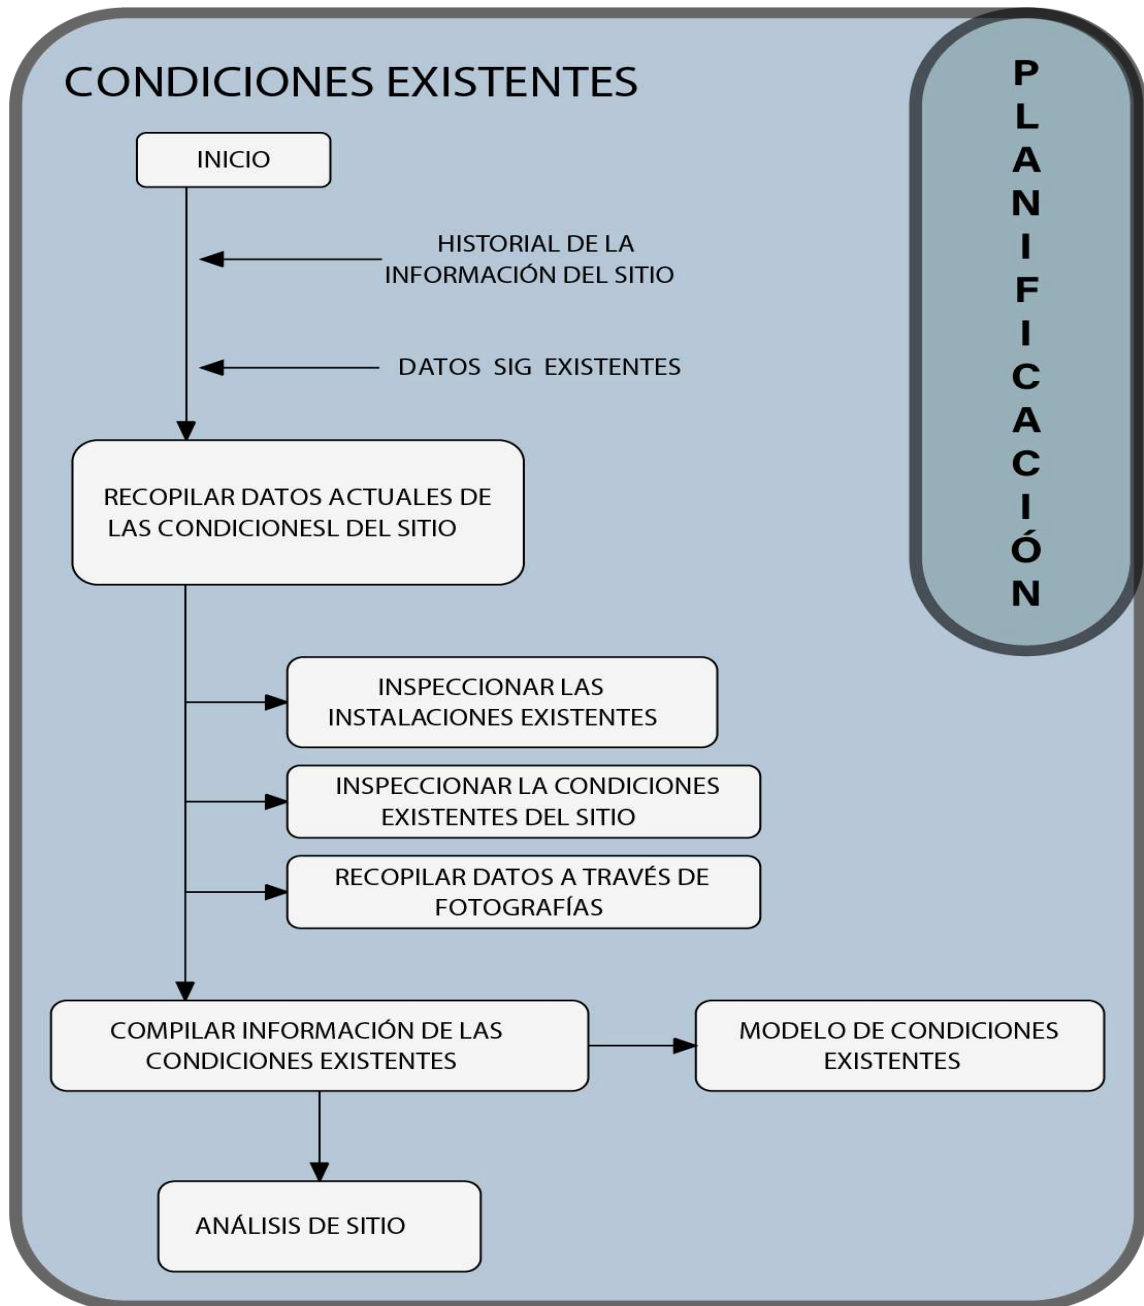 CONDICIONES EXISTENTES
P
L
A
N
I
F
I
C
A
C
I
Ó
N
INICIO
HISTORIAL DE LA
INFORMACIÓN DEL SITIO
DATOS SIG EXISTENTES
RECOPILAR DATOS ACTUALES DE
LAS CONDICIONESL DEL SITIO
INSPECCIONAR LAS
INSTALACIONES EXISTENTES
INSPECCIONAR LA CONDICIONES
EXISTENTES DEL SITIO
RECOPILAR DATOS A TRAVÉS DE
FOTOGRAFÍAS
COMPILAR INFORMACIÓN DE LAS
CONDICIONES EXISTENTES
MODELO DE CONDICIONES
EXISTENTES
ANÁLISIS DE SITIO